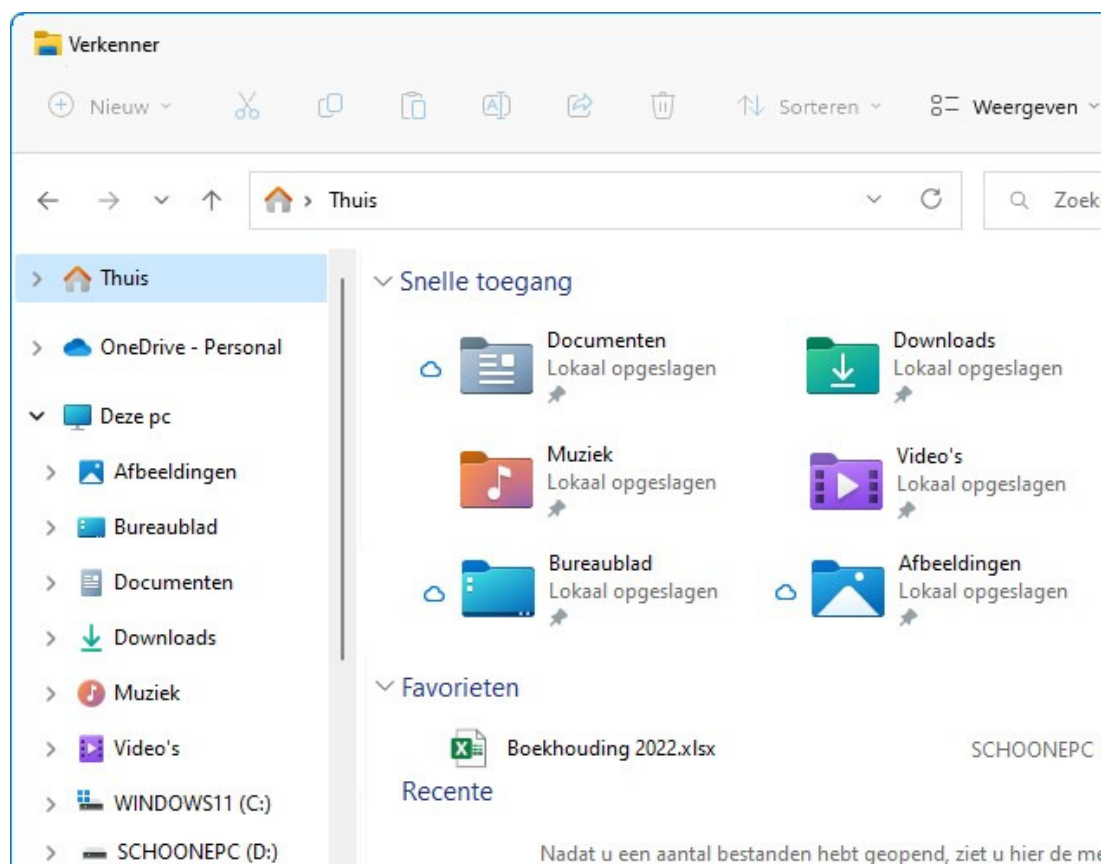 Verkenner
Nieuw
Sorteren
Weergeven
Thuis
Thuis
OneDrive - Personal
Deze pc
Afbeeldingen
Bureaublad
Documenten
Downloads
Muziek
Video's
WINDOWS11 (C:)
SCHOONEPC (D:)
Snelle toegang
Documenten
Lokaal opgeslagen
Downloads
Lokaal opgeslagen
Muziek
Lokaal opgeslagen
Video's
Lokaal opgeslagen
Bureaublad
Lokaal opgeslagen
Afbeeldingen
Lokaal opgeslagen
Favorieten
Boekhouding 2022.xlsx SCHOONEPC
Recente
Nadat u een aantal bestanden hebt geopend, ziet u hier de